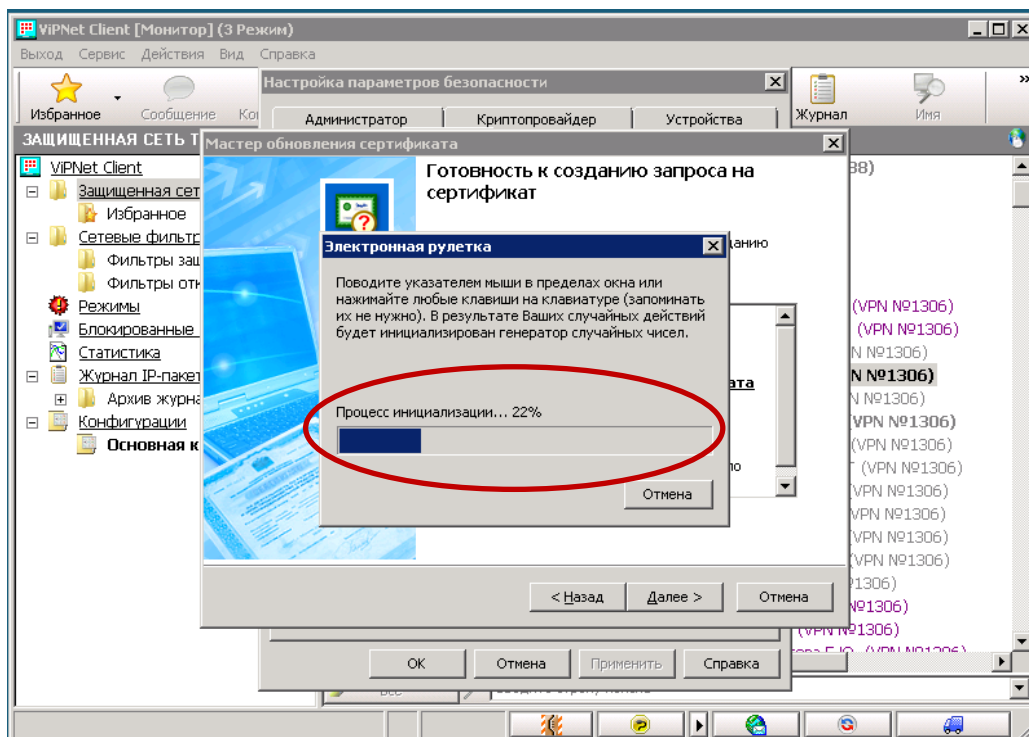 ViPNet Client [Монитор] (3 Режим)
Выход Сервис Действия Вид Справка
Избранное Сообщение
Журнал Имя
ЗАЩИЩЕННАЯ СЕТЬ
ViPNet Client
Защищенная сет
Избранное
Сетевые фильтр
Фильтры защ
Фильтры отк
Режимы
Блокированные
Статистика
Журнал IP-пакет
Архив журна
Конфигурации
Основная к
Настройка параметров безопасности
Администратор Криптопровайдер Устройства
Мастер обновления сертификата
Готовность к созданию запроса на
сертификат
Электронная рулетка
Поводите указателем мыши в пределах окна или
нажимайте любые клавиши на клавиатуре (запоминать
их не нужно). В результате Ваших случайных действий
будет инициализирован генератор случайных чисел.
Процесс инициализации... 22%
Отмена
< Назад Далее > Отмена
ОК Отмена Применить Справка
88)
(VPN №1306)
(VPN №1306)
N №1306)
N №1306)
N №1306)
(VPN №1306)
(VPN №1306)
(VPN №1306)
(VPN №1306)
VPN №1306)
(VPN №1306)
(VPN №1306)
№1306)
№1306)
(VPN №1306)